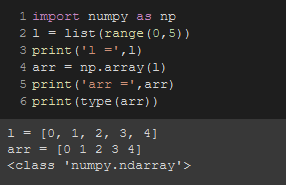 1 import numpy as np
2 l = list(range(0,5))
3 print('l =',l)
4 arr = np.array(l)
5 print('arr =',arr)
6 print(type(arr))
l = [0, 1, 2, 3, 4]
arr = [0 1 2 3 4]
<class 'numpy.ndarray'>